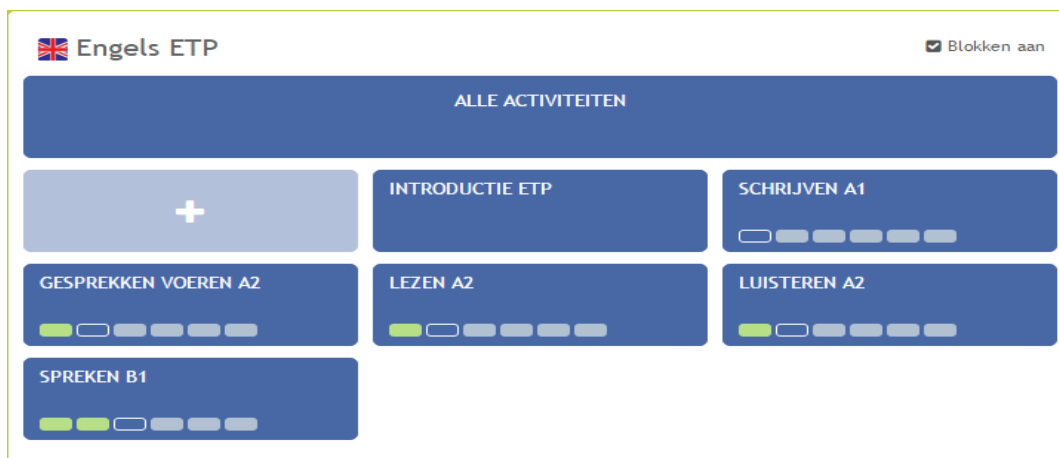 Engels ETP
Blokken aan
ALLE ACTIVITEITEN
+
INTRODUCTIE ETP
SCHRIJVEN A1
GESPREKKEN VOEREN A2
LEZEN A2
LUISTEREN A2
SPREKEN B1